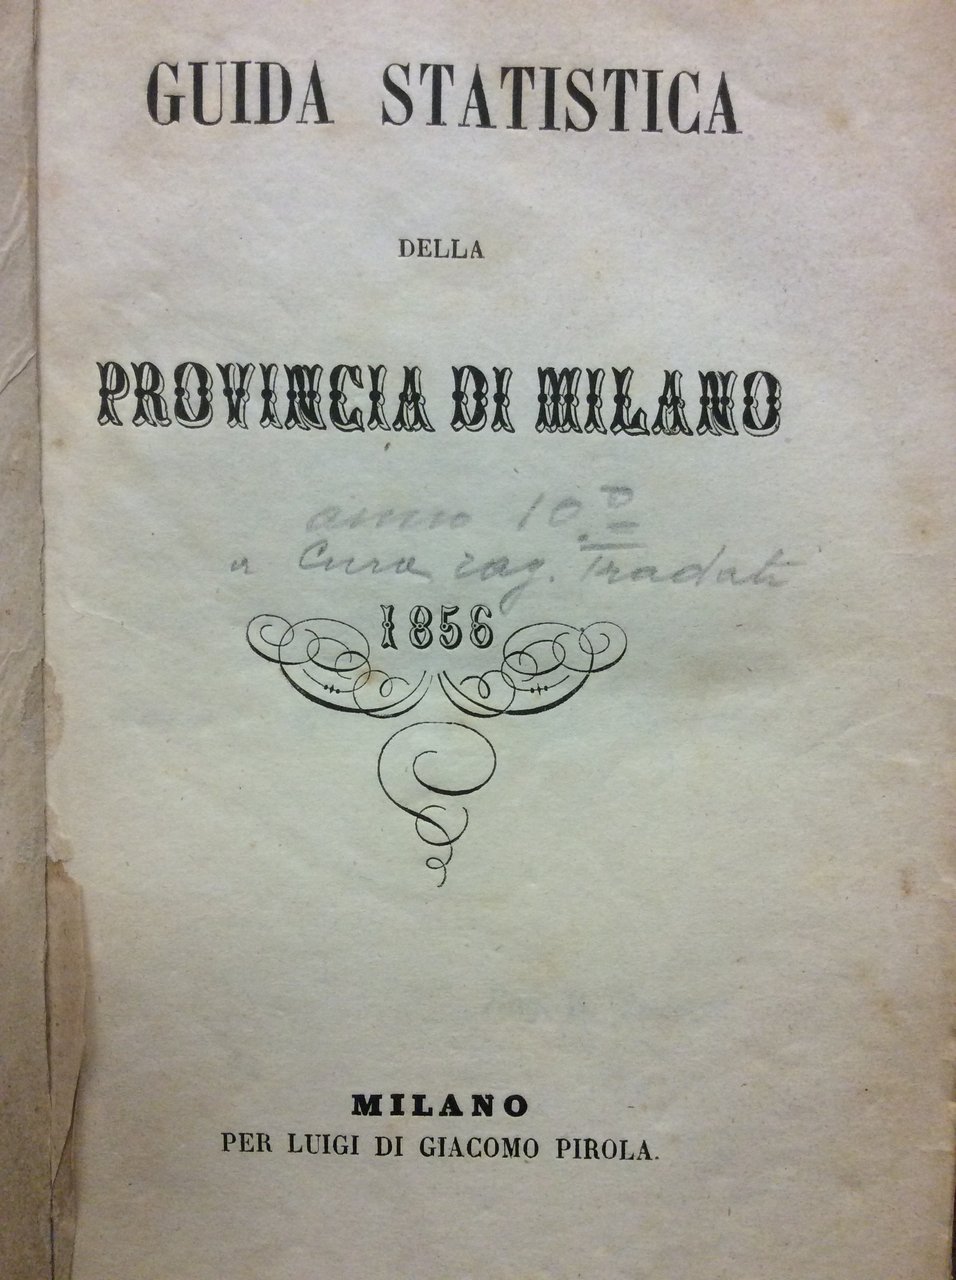 GUIDA STATISTICA
DELLA
PROVINCIA DI MILANO
anno 10.º
a cura rag. Tradati
1856
MILANO
PER LUIGI DI GIACOMO PIROLA.